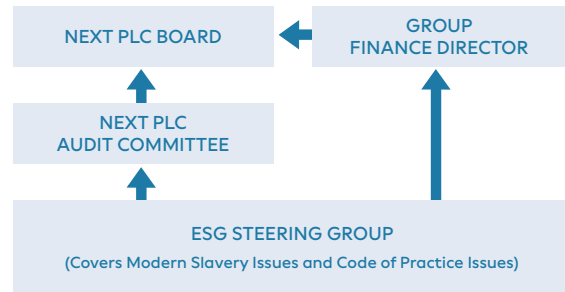 NEXT PLC BOARD
GROUP
FINANCE DIRECTOR
NEXT PLC
AUDIT COMMITTEE
ESG STEERING GROUP
(Covers Modern Slavery Issues and Code of Practice Issues)